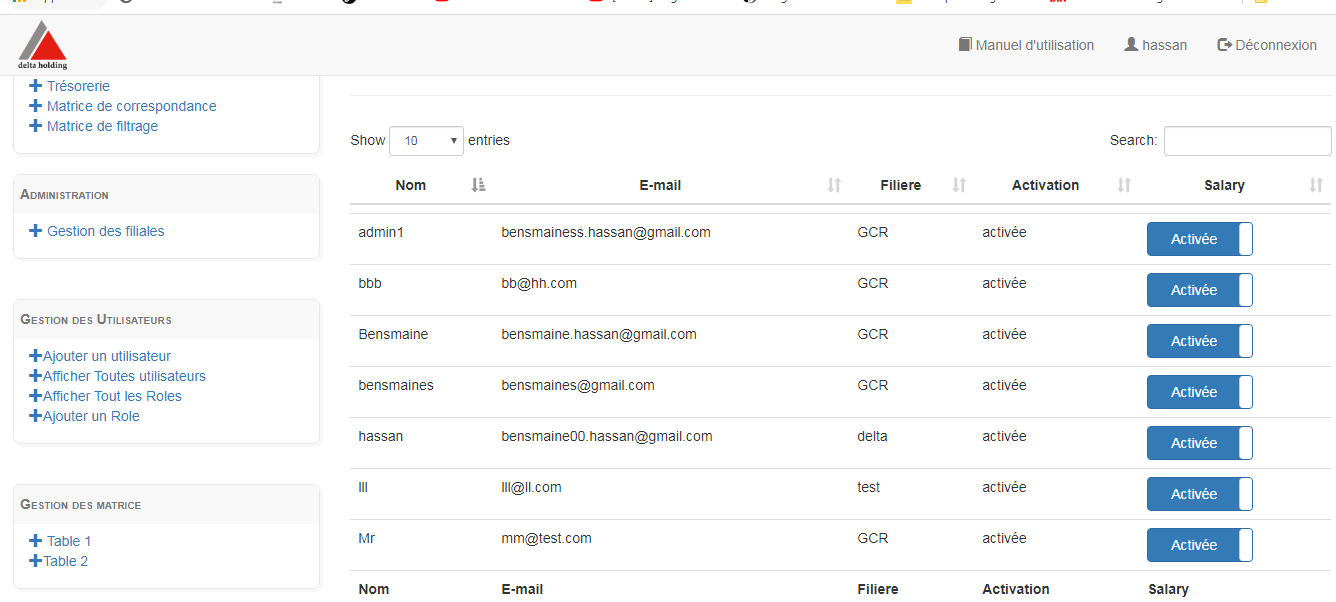 Manuel d'utilisation
hassan
Déconnexion
delta holding
Trésorerie
Matrice de correspondance
Matrice de filtrage
Administration
Gestion des filiales
Gestion des Utilisateurs
Ajouter un utilisateur
Afficher Toutes utilisateurs
Afficher Tout les Roles
Ajouter un Role
Gestion des matrice
Table 1
Table 2
Show 10 entries
Search:
Nom E-mail Filiere Activation Salary
admin1 bensmainess.hassan@gmail.com GCR activée Activée
bbb bb@hh.com GCR activée Activée
Bensmaine bensmaine.hassan@gmail.com GCR activée Activée
bensmaines bensmaines@gmail.com GCR activée Activée
hassan bensmaine00.hassan@gmail.com delta activée Activée
lll lll@ll.com test activée Activée
Mr mm@test.com GCR activée Activée
Nom E-mail Filiere Activation Salary